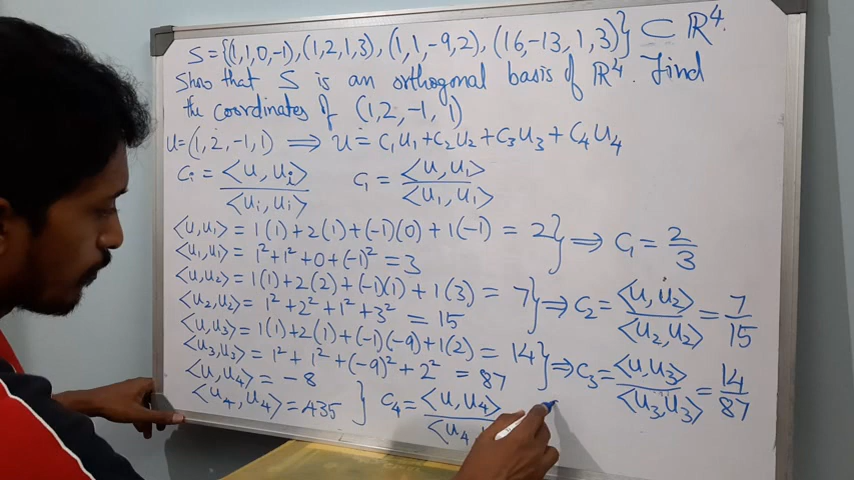 S = {(1,1,0,-1), (1,2,1,3), (1,1,-9,2), (16,-13,1,3)} ⊂ ℝ⁴.
Show that S is an orthogonal basis of ℝ⁴. Find
the coordinates of (1,2,-1,1)
u = (1,2,-1,1) ⟹ u = c₁u₁ + c₂u₂ + c₃u₃ + c₄u₄
cᵢ = <u,uᵢ>/<uᵢ,uᵢ> c₁ = <u,u₁>/<u₁,u₁>
<u,u₁> = 1(1) + 2(1) + (-1)(0) + 1(-1) = 2 } ⟹ c₁ = 2/3
<u₁,u₁> = 1² + 1² + 0 + (-1)² = 3
<u,u₂> = 1(1) + 2(2) + (-1)(1) + 1(3) = 7 } ⟹ c₂ = <u,u₂>/<u₂,u₂> = 7/15
<u₂,u₂> = 1² + 2² + 1² + 3² = 15
<u,u₃> = 1(1) + 2(1) + (-1)(-9) + 1(2) = 14 } ⟹ c₃ = <u,u₃>/<u₃,u₃> = 14/87
<u₃,u₃> = 1² + 1² + (-9)² + 2² = 87
<u,u₄> = -8 } c₄ = <u,u₄>/<u₄,
<u₄,u₄> = 435